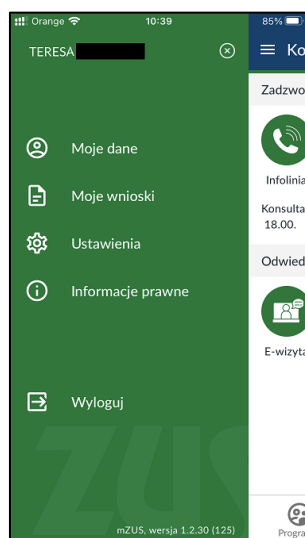 Orange 10:39 85%
TERESA
Moje dane
Moje wnioski
Ustawienia
Informacje prawne
Wyloguj
ZUS
mZUS, wersja 1.2.30 (125)
Ko
Zadzwo
Infolinia
Konsulta
18.00.
Odwied
E-wizyta
Progra